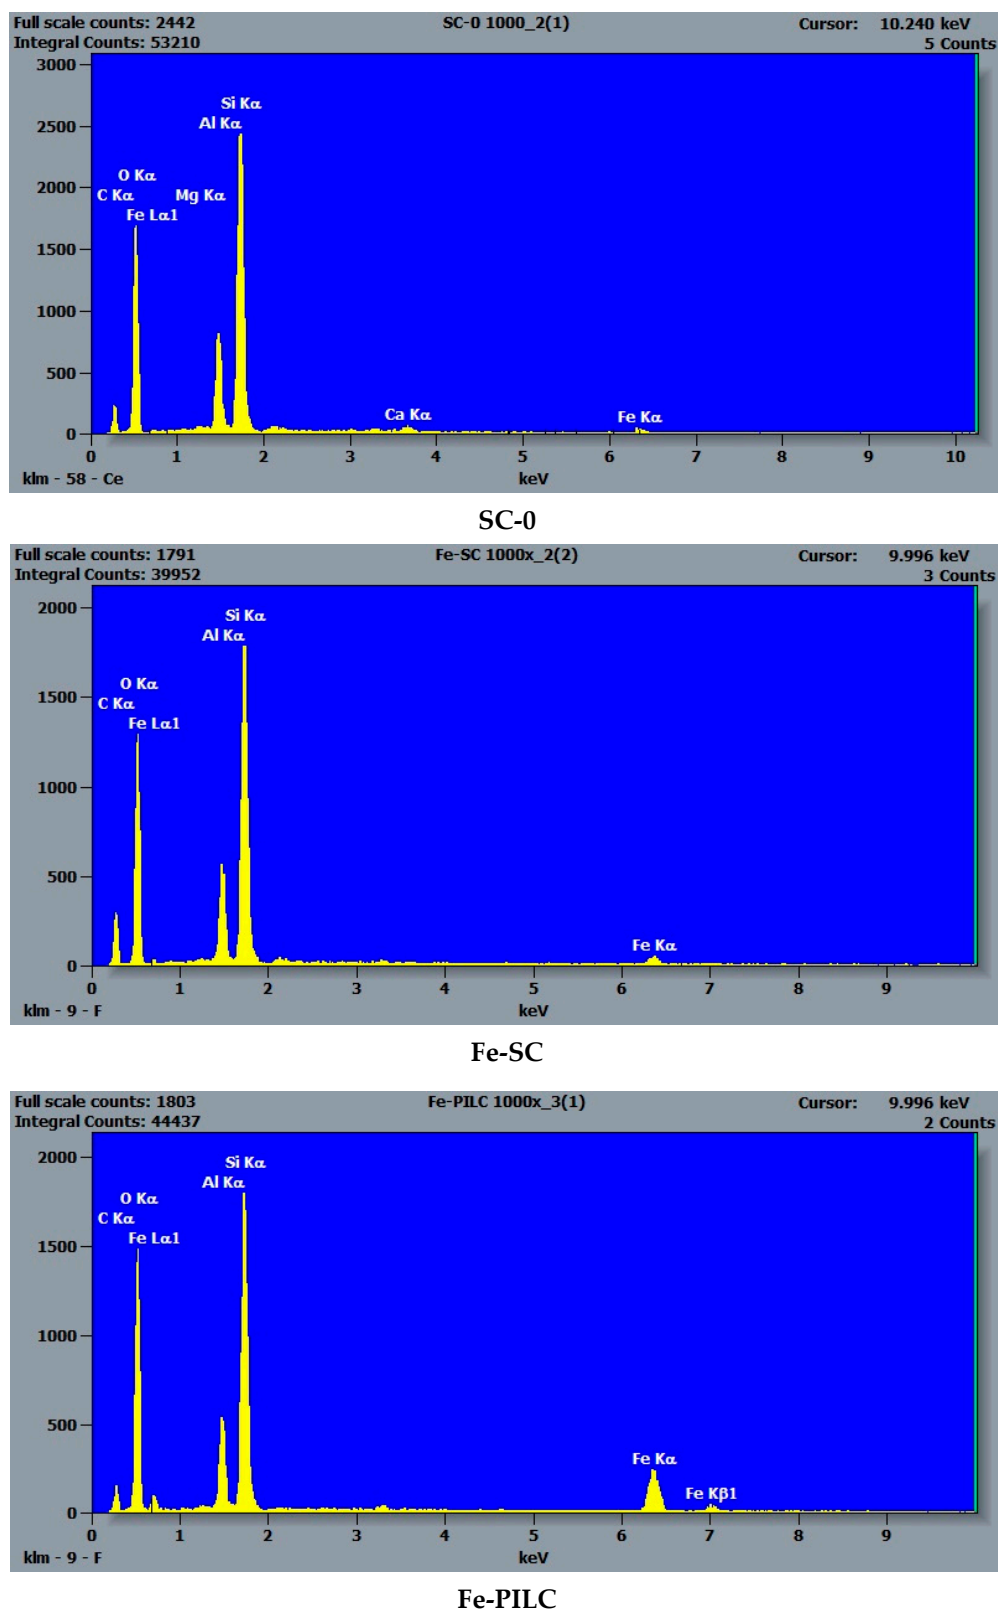 Full scale counts: 2442 SC-0 1000_2(1) Cursor: 10.240 keV
Integral Counts: 53210 5 Counts
3000
Si Kα
2500 Al Kα
O Kα
2000 C Kα Mg Kα
Fe Lα1
1500
1000
500
Ca Kα Fe Kα
0
0 1 2 3 4 5 6 7 8 9 10
klm - 58 - Ce keV
SC-0
Full scale counts: 1791 Fe-SC 1000x_2(2) Cursor: 9.996 keV
Integral Counts: 39952 3 Counts
2000
Si Kα
Al Kα
O Kα
1500 C Kα
Fe Lα1
1000
500
Fe Kα
0
0 1 2 3 4 5 6 7 8 9
klm - 9 - F keV
Fe-SC
Full scale counts: 1803 Fe-PILC 1000x_3(1) Cursor: 9.996 keV
Integral Counts: 44437 2 Counts
2000 Si Kα
Al Kα
O Kα
C Kα
1500 Fe Lα1
1000
500
Fe Kα
Fe Kβ1
0
0 1 2 3 4 5 6 7 8 9
klm - 9 - F keV
Fe-PILC